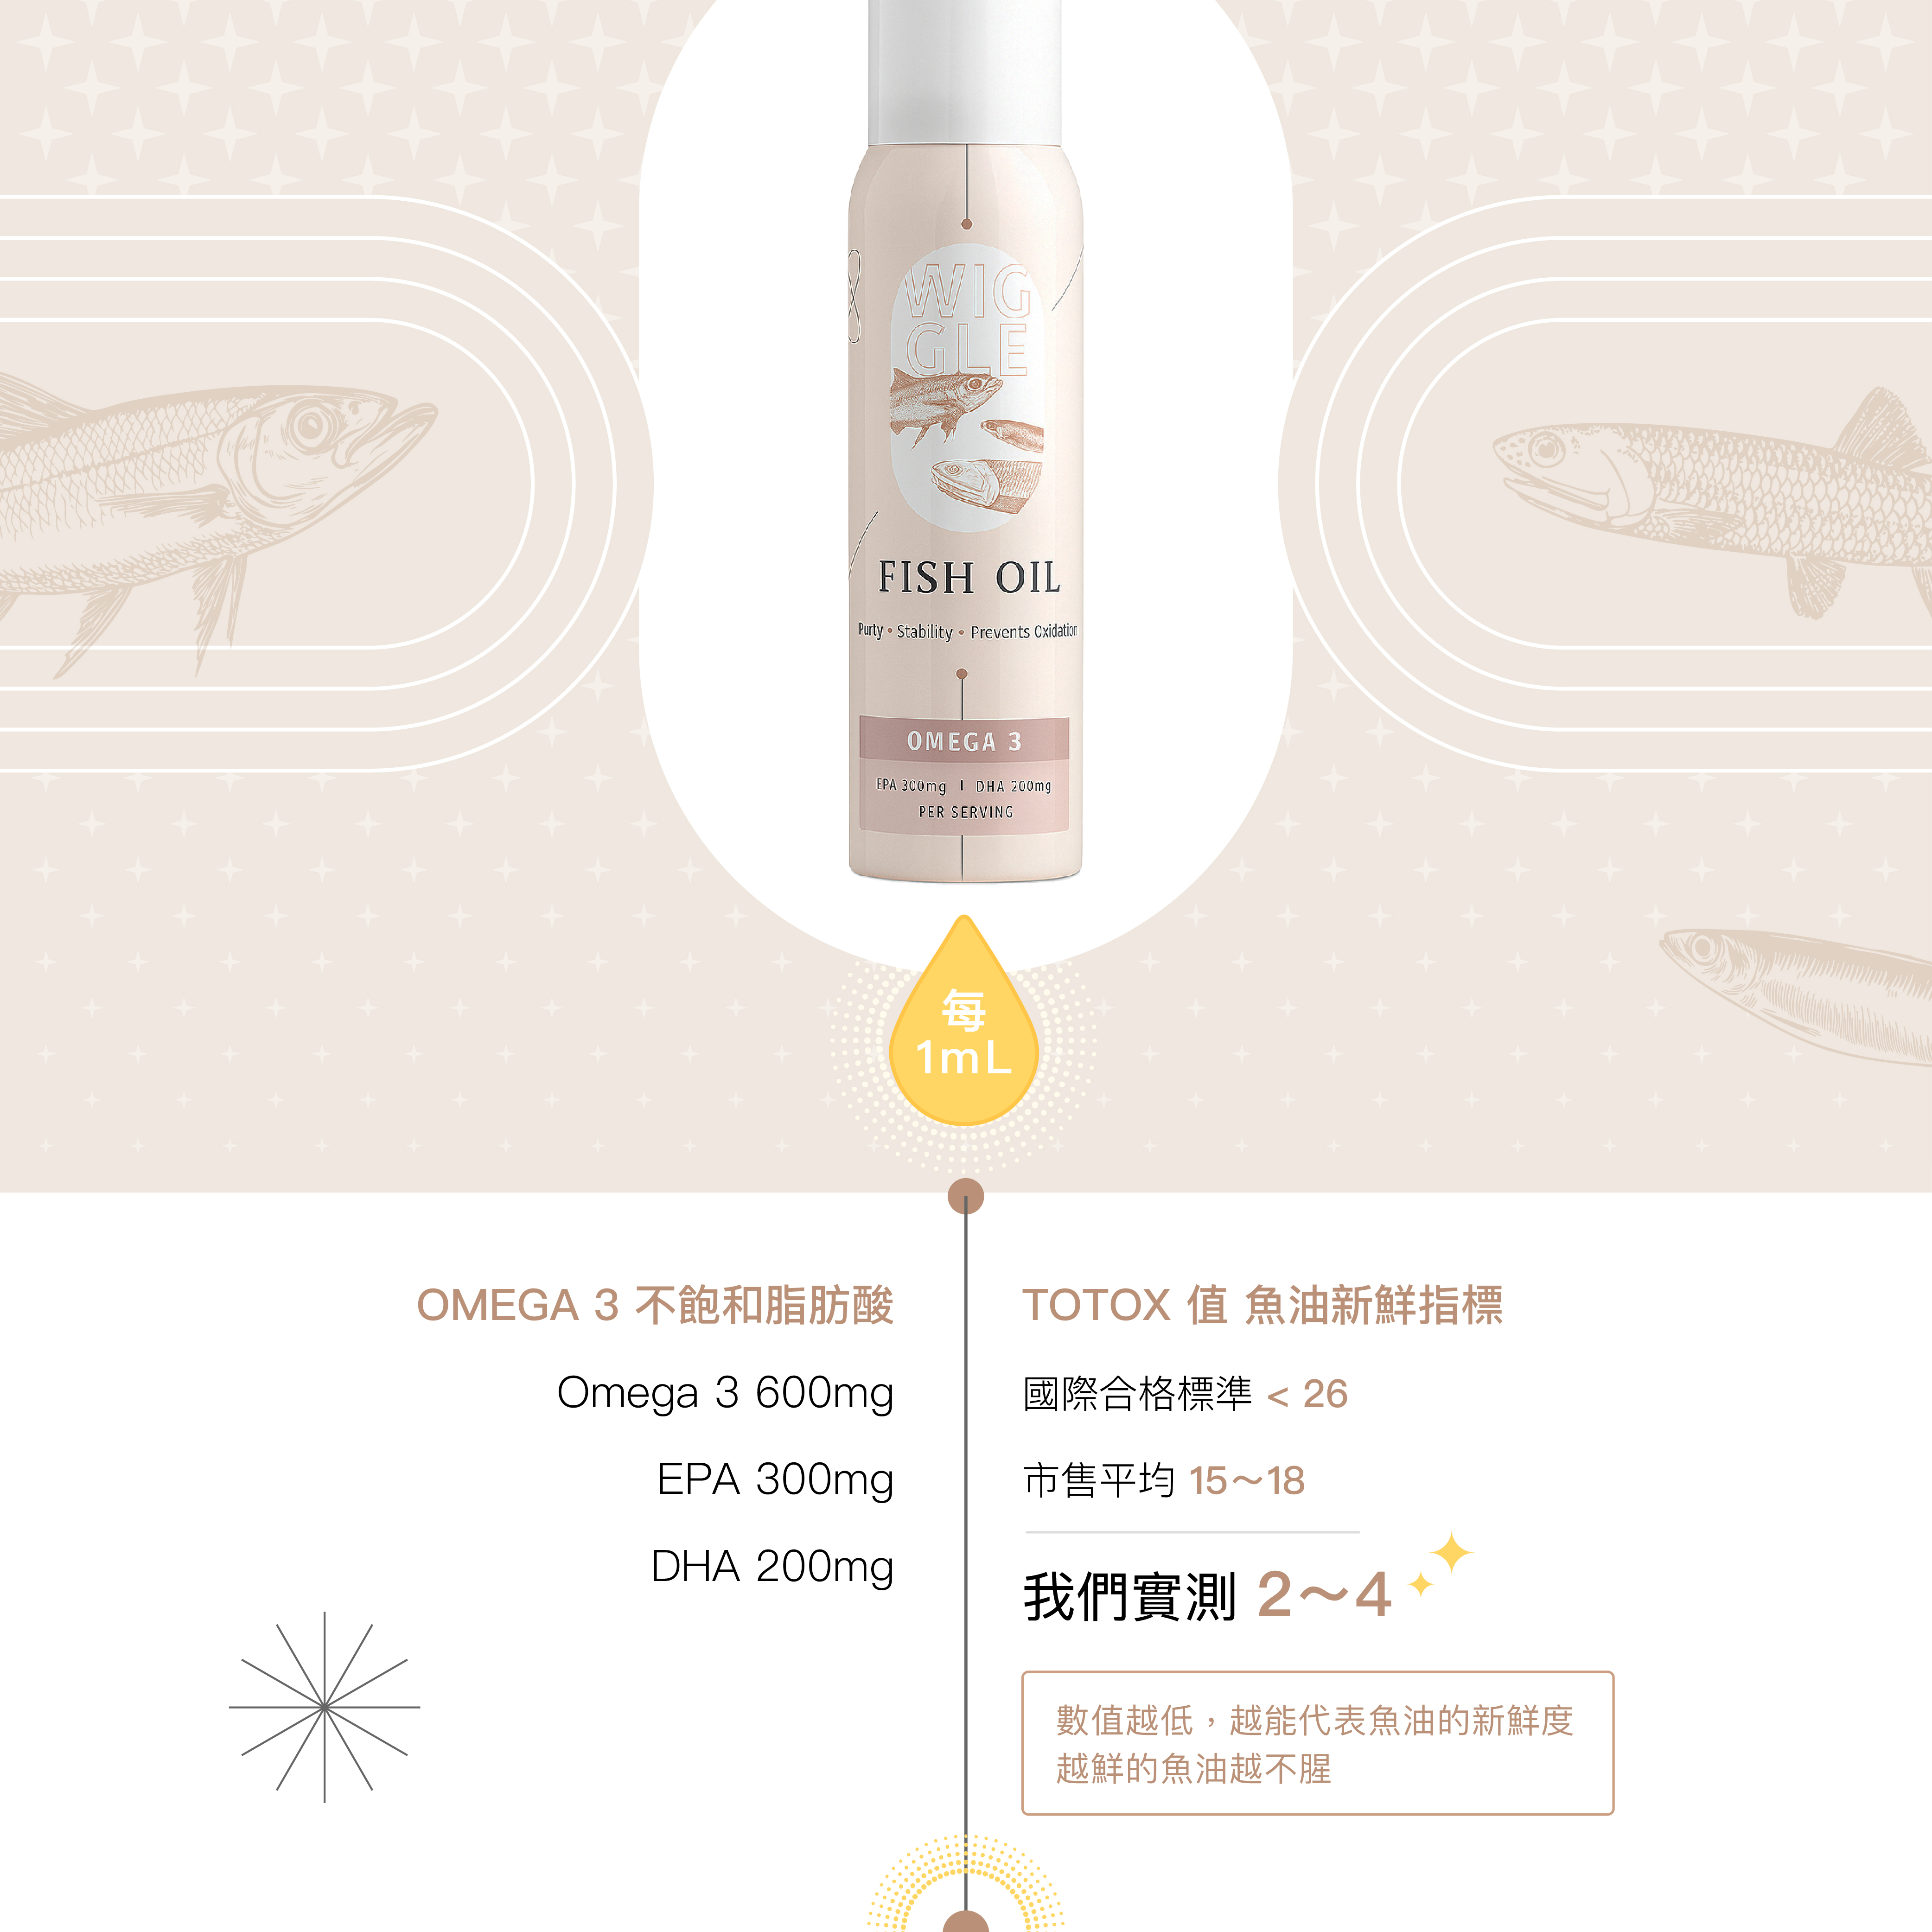 WIG
GLE
FISH OIL
Purty • Stability • Prevents Oxidation
OMEGA 3
EPA 300mg | DHA 200mg
PER SERVING
每
1mL
OMEGA 3 不飽和脂肪酸
Omega 3 600mg
EPA 300mg
DHA 200mg
TOTOX 值 魚油新鮮指標
國際合格標準 < 26
市售平均 15～18
我們實測 2～4
數值越低，越能代表魚油的新鮮度
越鮮的魚油越不腥